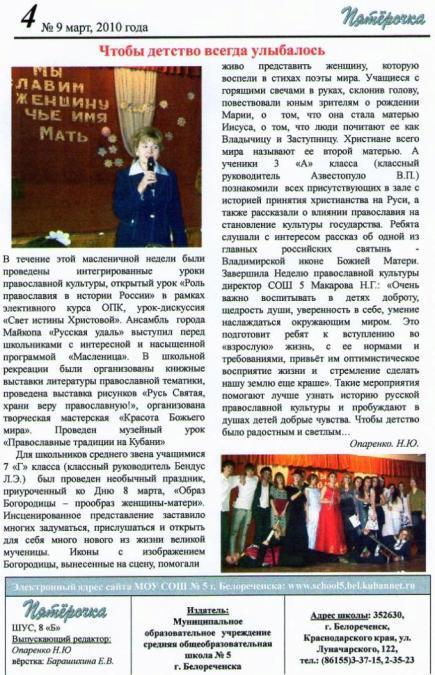 4 № 9 март, 2010 года
Пятёрочка
Чтобы детство всегда улыбалось
МЫ
ЛАВИМ
ЖЕНЩИНУ
ЧЬЕ ИМЯ
МАТЬ
В течение этой масленичной недели были
проведены интегрированные уроки
православной культуры, открытый урок «Роль
православия в истории России» в рамках
элективного курса ОПК, урок-дискуссия
«Свет истины Христовой». Ансамбль города
Майкопа «Русская удаль» выступил перед
школьниками с интересной и насыщенной
программой «Масленица». В школьной
рекреации были организованы книжные
выставки литературы православной тематики,
проведена выставка рисунков «Русь Святая,
храни веру православную!», организована
творческая мастерская «Красота Божьего
мира». Проведен музейный урок
«Православные традиции на Кубани»
Для школьников среднего звена учащимися
7 «Г» класса (классный руководитель Бендус
Л.Э.) был проведен необычный праздник,
приуроченный ко Дню 8 марта, «Образ
Богородицы – прообраз женщины-матери».
Инсценированное представление заставило
многих задуматься, прислушаться и открыть
для себя много нового из жизни великой
мученицы. Иконы с изображением
Богородицы, вынесенные на сцену, помогали
живо представить женщину, которую
воспели в стихах поэты мира. Учащиеся с
горящими свечами в руках, склонив голову,
повествовали юным зрителям о рождении
Марии, о том, что она стала матерью
Иисуса, о том, что люди почитают ее как
Владычицу и Заступницу. Христиане всего
мира называют ее второй матерью. А
ученики 3 «А» класса (классный
руководитель Азвестопуло В.П.)
познакомили всех присутствующих в зале с
историей принятия христианства на Руси, а
также рассказали о влиянии православия на
становление культуры государства. Ребята
слушали с интересом рассказ об одной из
главных российских святынь -
Владимирской иконе Божией Матери.
Завершила Неделю православной культуры
директор СОШ 5 Макарова Н.Г.: «Очень
важно воспитывать в детях доброту,
щедрость души, уверенность в себе, умение
наслаждаться окружающим миром. Это
подготовит ребят к вступлению во
«взрослую» жизнь, с ее нормами и
требованиями, привьёт им оптимистическое
восприятие жизни и стремление сделать
нашу землю еще краше». Такие мероприятия
помогают лучше узнать историю русской
православной культуры и пробуждают в
душах детей добрые чувства. Чтобы детство
было радостным и светлым…
Опаренко. Н.Ю.
Электронный адрес сайта МОУ СОШ № 5 г. Белореченска: www.school5.bel.kubannet.ru
Пятёрочка
ШУС, 8 «Б»
Выпускающий редактор:
Опаренко Н.Ю
вёрстка: Барашихина Е.В.
Издатель:
Муниципальное
образовательное учреждение
средняя общеобразовательная
школа № 5
г. Белореченска
Адрес школы: 352630,
г. Белореченск,
Краснодарского края, ул.
Луначарского, 122,
тел.: (86155)3-37-15, 2-35-23